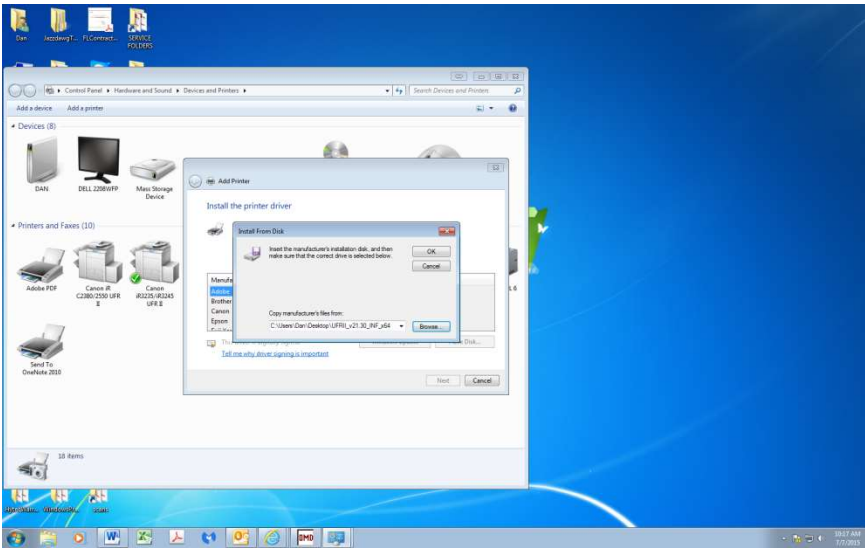 Dan
JazzdawgT...
FLContract...
SERVICE
FOLDERS
Control Panel
Hardware and Sound
Devices and Printers
Search Devices and Printers
Add a device
Add a printer
Devices (8)
DAN
DELL 2208WFP
Mass Storage
Device
Printers and Faxes (10)
Adobe PDF
Canon iR
C2380/2550 UFR
II
Canon
iR3235/iR3245
UFR II
Send To
OneNote 2010
18 items
Add Printer
Install the printer driver
Manufa
Adobe
Brother
Canon
Epson
Tell me why driver signing is important
Next
Cancel
Install From Disk
Insert the manufacturer's installation disk, and then
make sure that the correct drive is selected below.
OK
Cancel
Copy manufacturer's files from:
C:\Users\Dan\Desktop\UFRII_v21.30_INF_x64
Browse...
L 6
scans
DMD
10:17 AM
7/7/2015